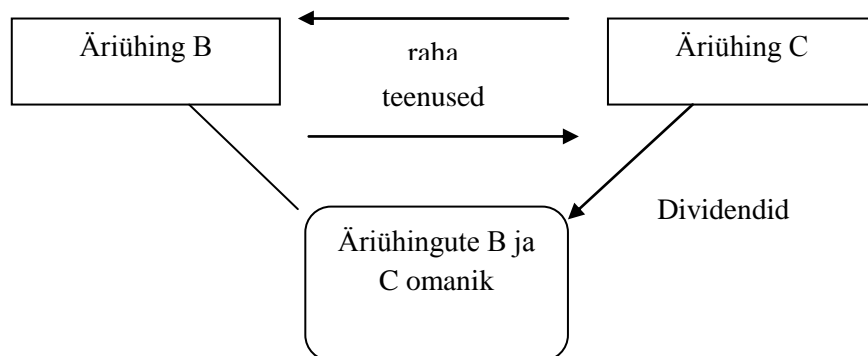 Äriühing B
raha
Äriühing C
teenused
Dividendid
Äriühingute B ja
C omanik